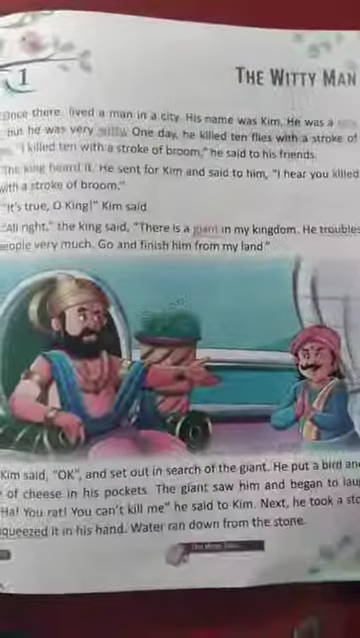 1
THE WITTY MAN
Once there lived a man in a city. His name was Kim. He was a
but he was very witty. One day, he killed ten flies with a stroke of
"I killed ten with a stroke of broom," he said to his friends.
The king heard it. He sent for Kim and said to him, "I hear you killed
with a stroke of broom."
"It's true, O King!" Kim said.
"All right," the king said, "There is a giant in my kingdom. He troubles
people very much. Go and finish him from my land."
Kim said, "OK", and set out in search of the giant. He put a bird and
of cheese in his pockets. The giant saw him and began to
Ha! You rat! You can't kill me" he said to Kim. Next, he took a
squeezed it in his hand. Water ran down from the stone.